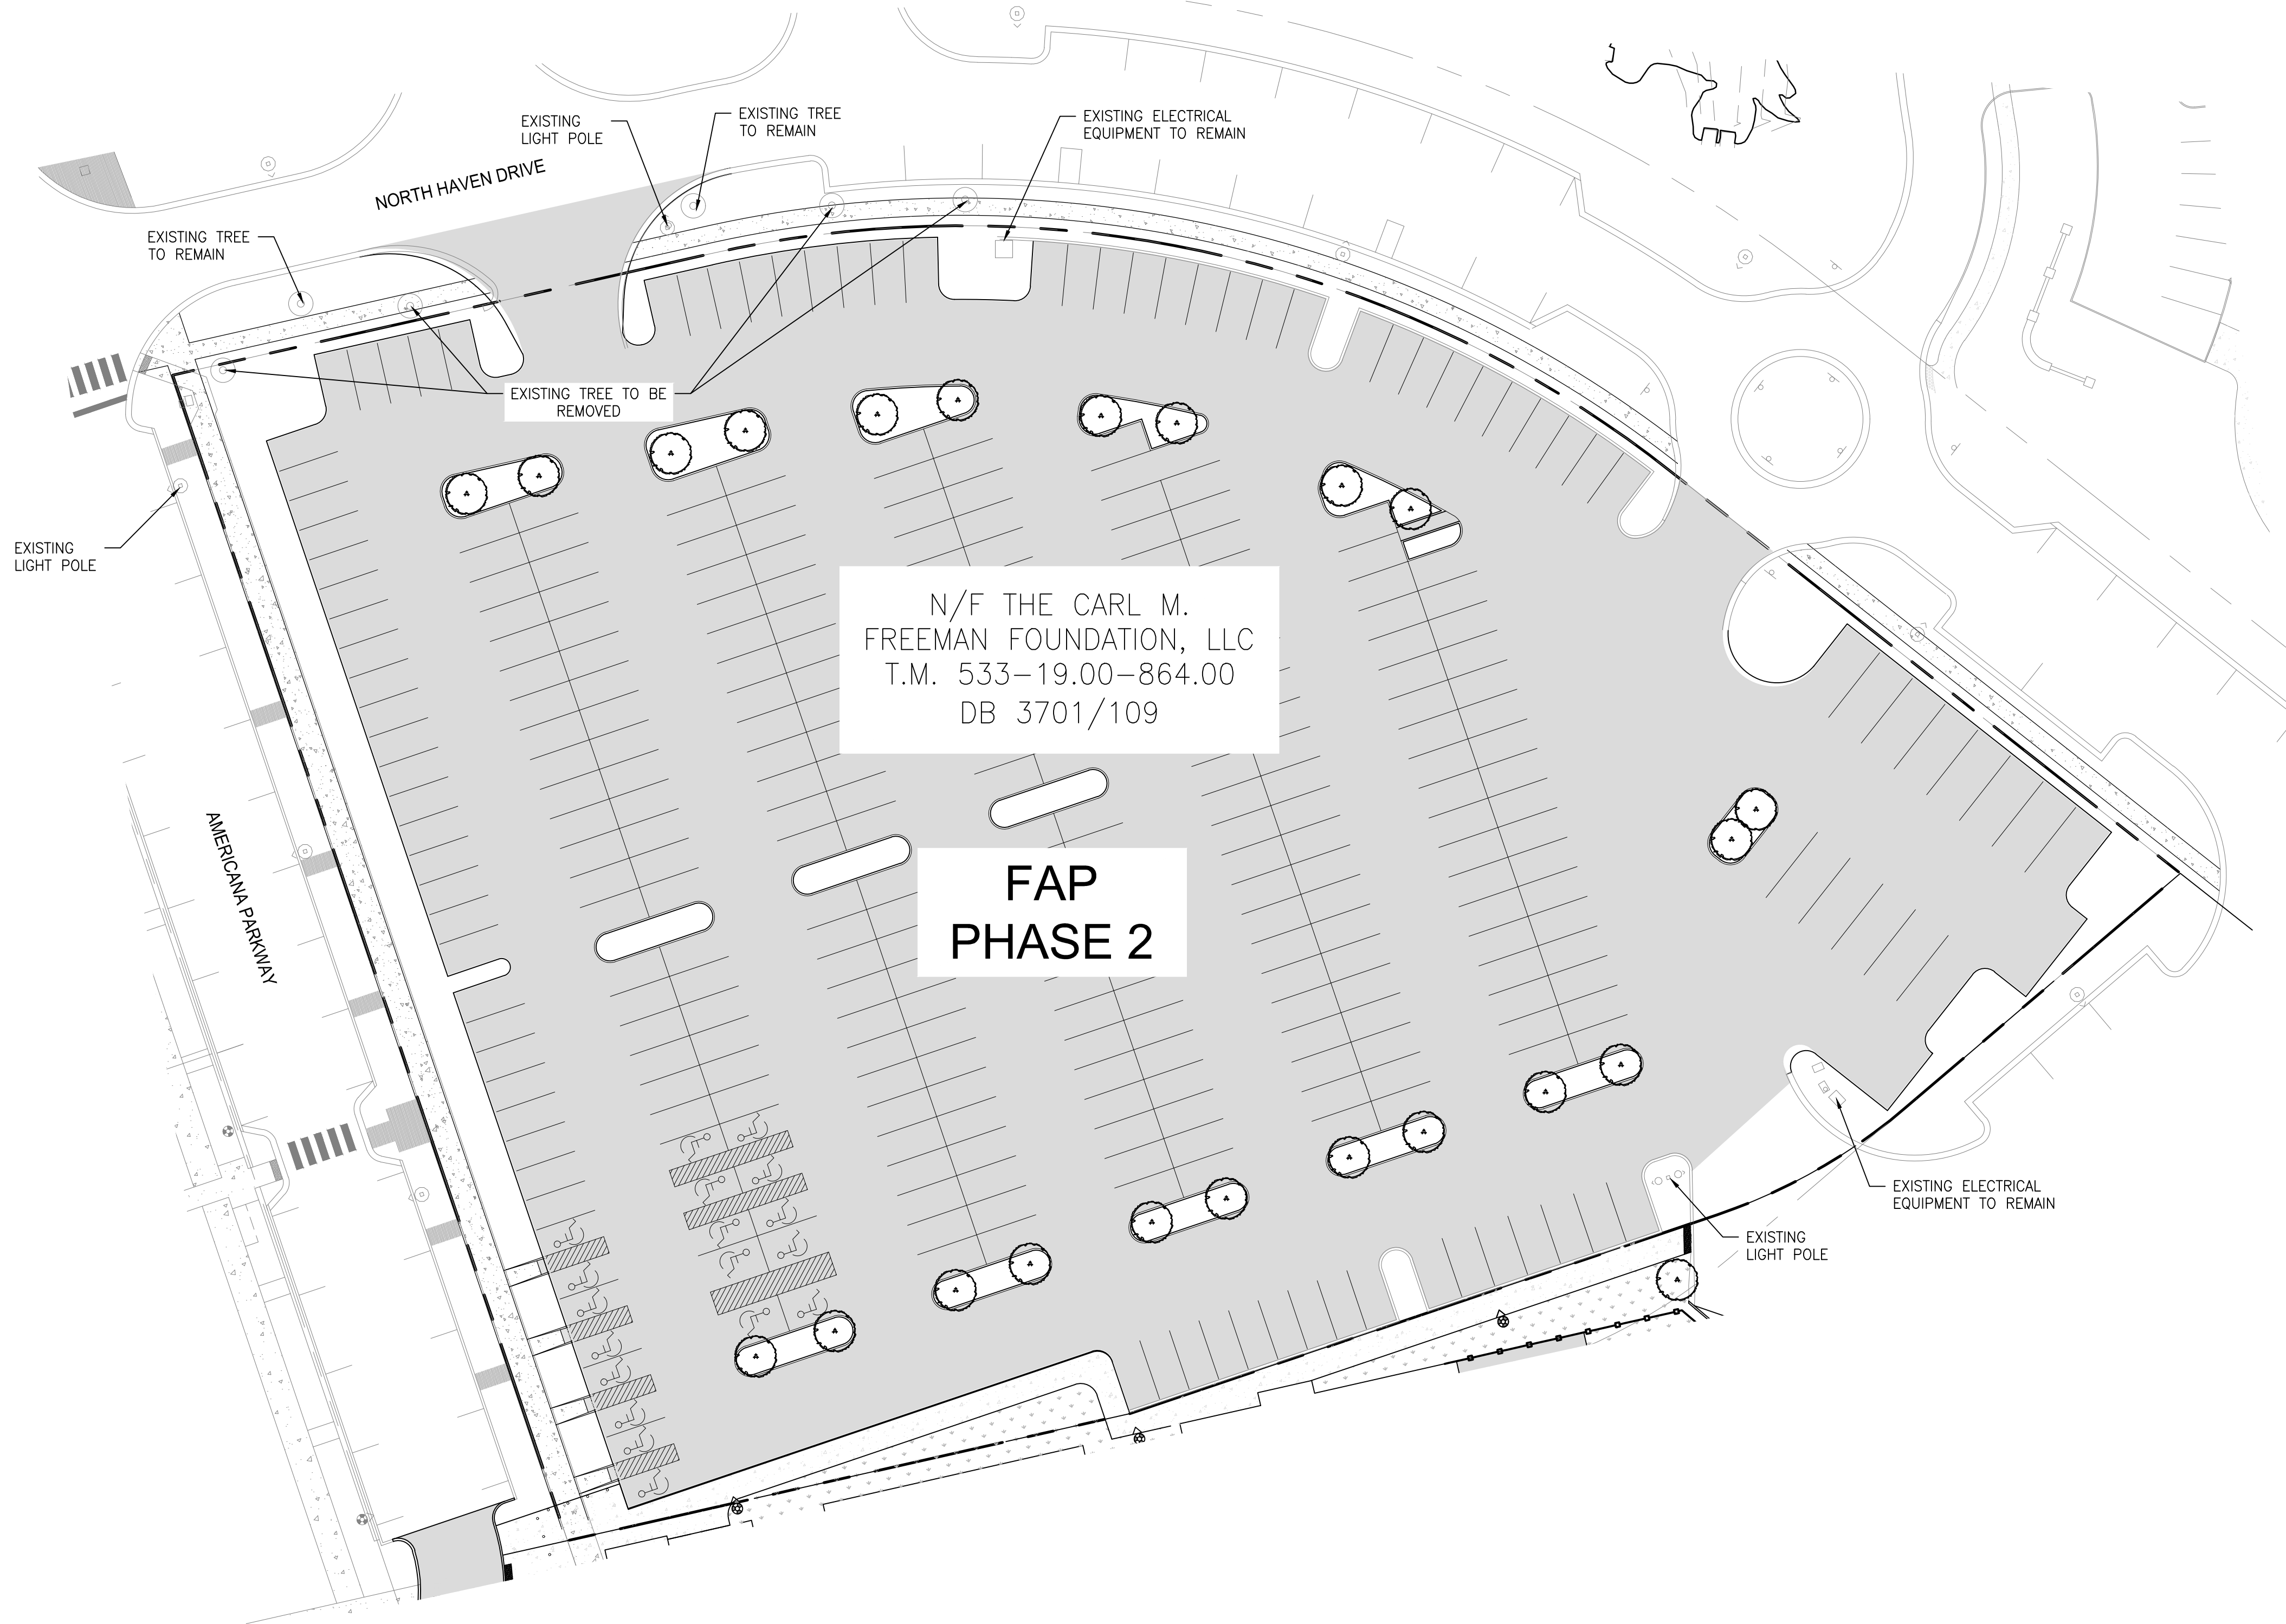 EXISTING
LIGHT POLE
EXISTING TREE
TO REMAIN
EXISTING ELECTRICAL
EQUIPMENT TO REMAIN
NORTH HAVEN DRIVE
EXISTING TREE
TO REMAIN
EXISTING TREE TO BE
REMOVED
EXISTING
LIGHT POLE
N/F THE CARL M.
FREEMAN FOUNDATION, LLC
T.M. 533-19.00-864.00
DB 3701/109
AMERICANA PARKWAY
FAP
PHASE 2
EXISTING ELECTRICAL
EQUIPMENT TO REMAIN
EXISTING
LIGHT POLE